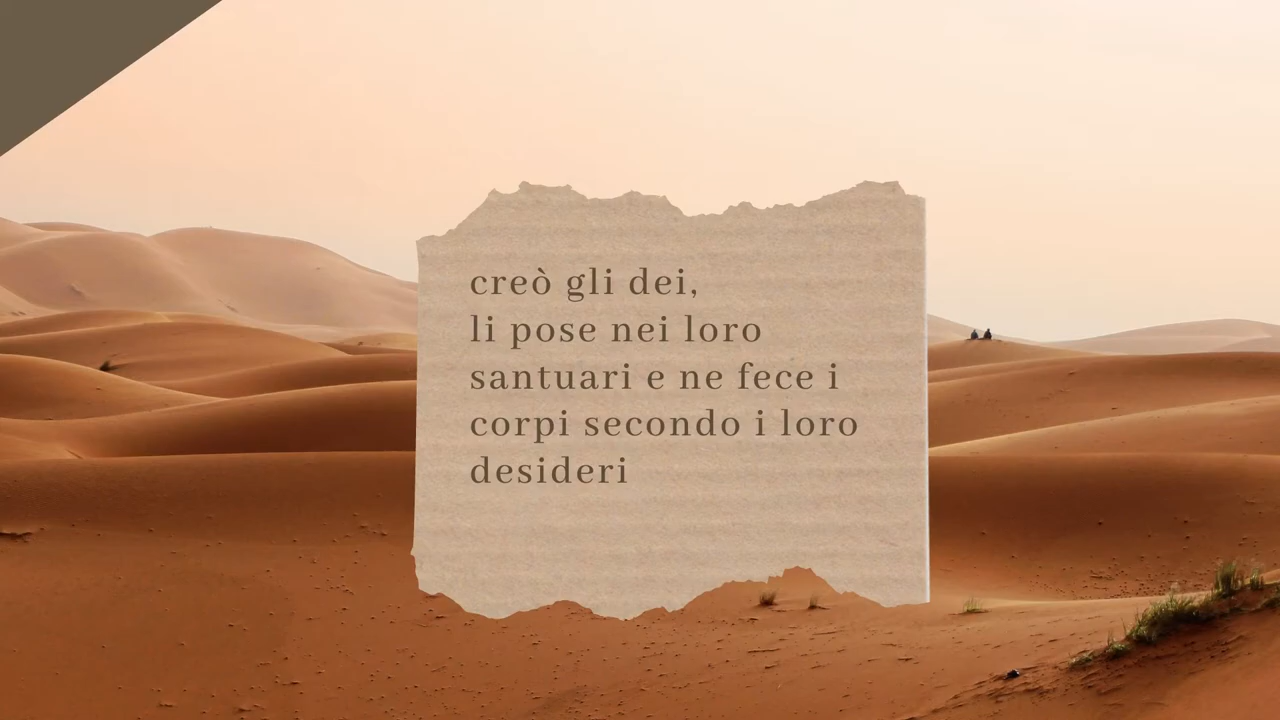 creò gli dei,
li pose nei loro
santuari e ne fece i
corpi secondo i loro
desideri